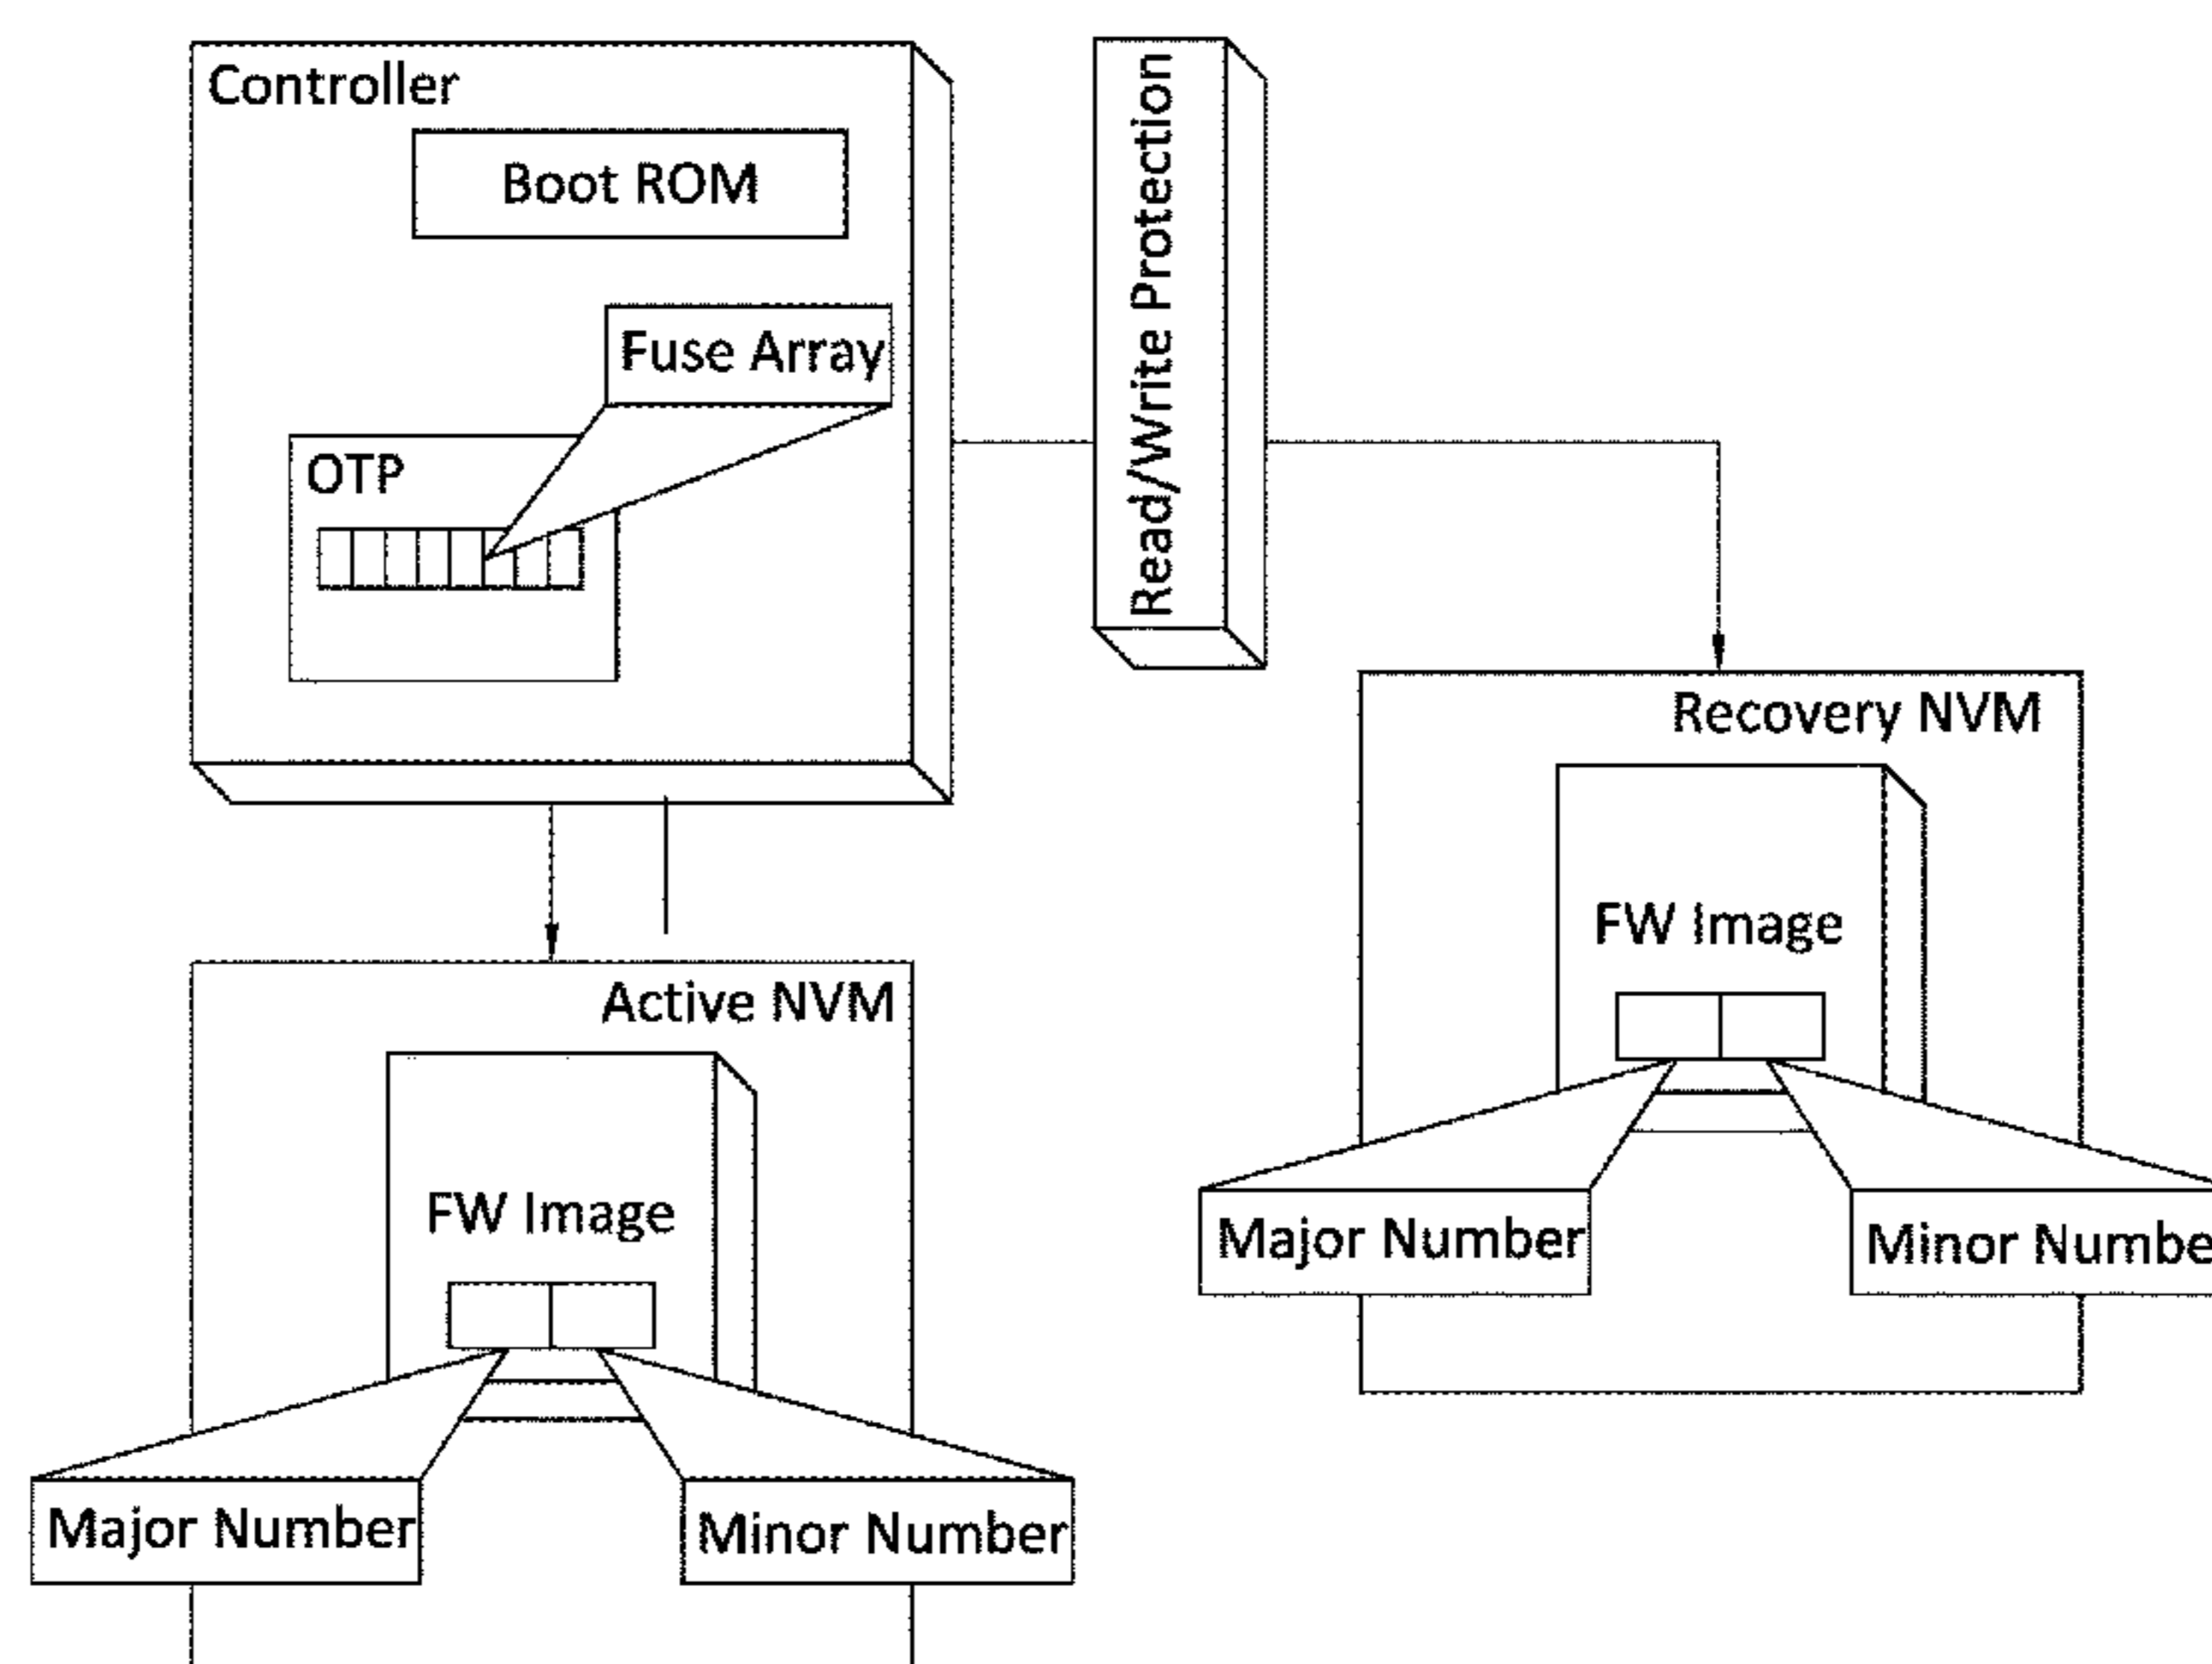 Controller
Boot ROM
Fuse Array
OTP
Read/Write Protection
Recovery NVM
FW Image
Major Number
Minor Numbe
Active NVM
FW Image
Major Number
Minor Number